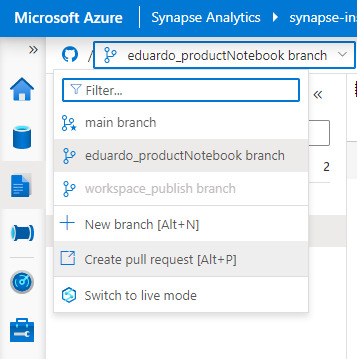 Microsoft Azure Synapse Analytics ▸ synapse-in
» / eduardo_productNotebook branch
Filter...
«
main branch
eduardo_productNotebook branch
2
workspace_publish branch
New branch [Alt+N]
Create pull request [Alt+P]
Switch to live mode